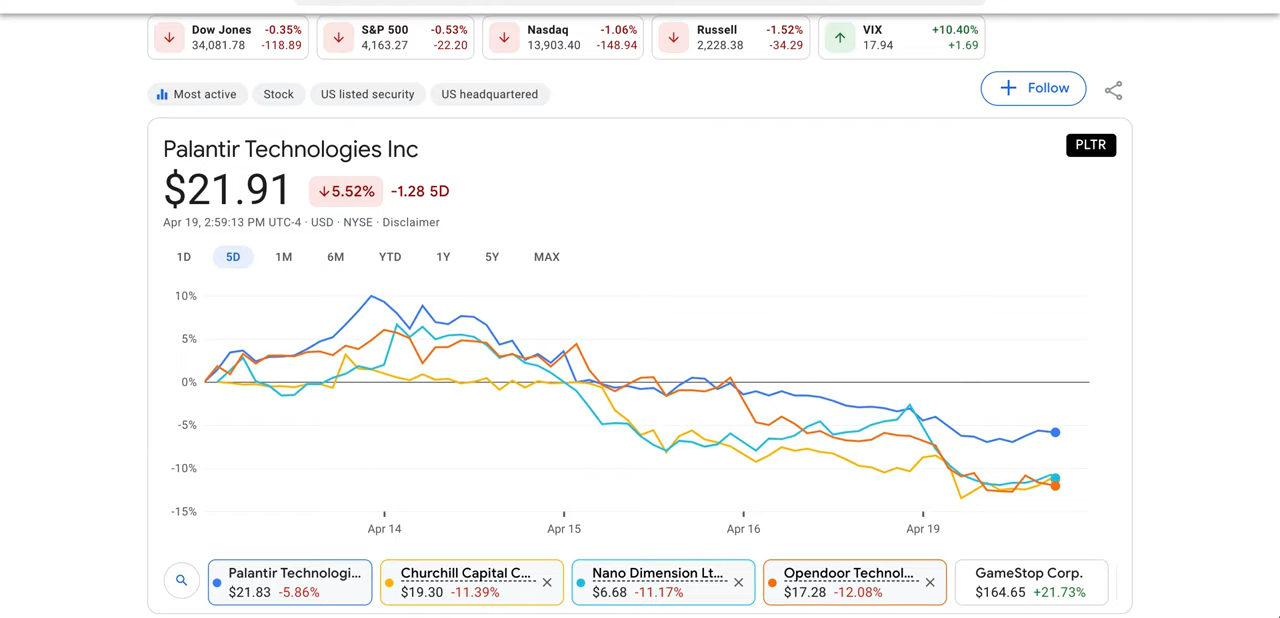 Dow Jones -0.35% S&P 500 -0.53% Nasdaq -1.06% Russell -1.52% VIX +10.40%
34,081.78 -118.89 4,163.27 -22.20 13,903.40 -148.94 2,228.38 -34.29 17.94 +1.69
Most active Stock US listed security US headquartered Follow
Palantir Technologies Inc PLTR
$21.91 ↓5.52% -1.28 5D
Apr 19, 2:59:13 PM UTC-4 · USD · NYSE · Disclaimer
1D 5D 1M 6M YTD 1Y 5Y MAX
10%
5%
0%
-5%
-10%
-15%
Apr 14 Apr 15 Apr 16 Apr 19
Palantir Technologi... Churchill Capital C... Nano Dimension Lt... Opendoor Technol... GameStop Corp.
$21.83 -5.86% $19.30 -11.39% $6.68 -11.17% $17.28 -12.08% $164.65 +21.73%